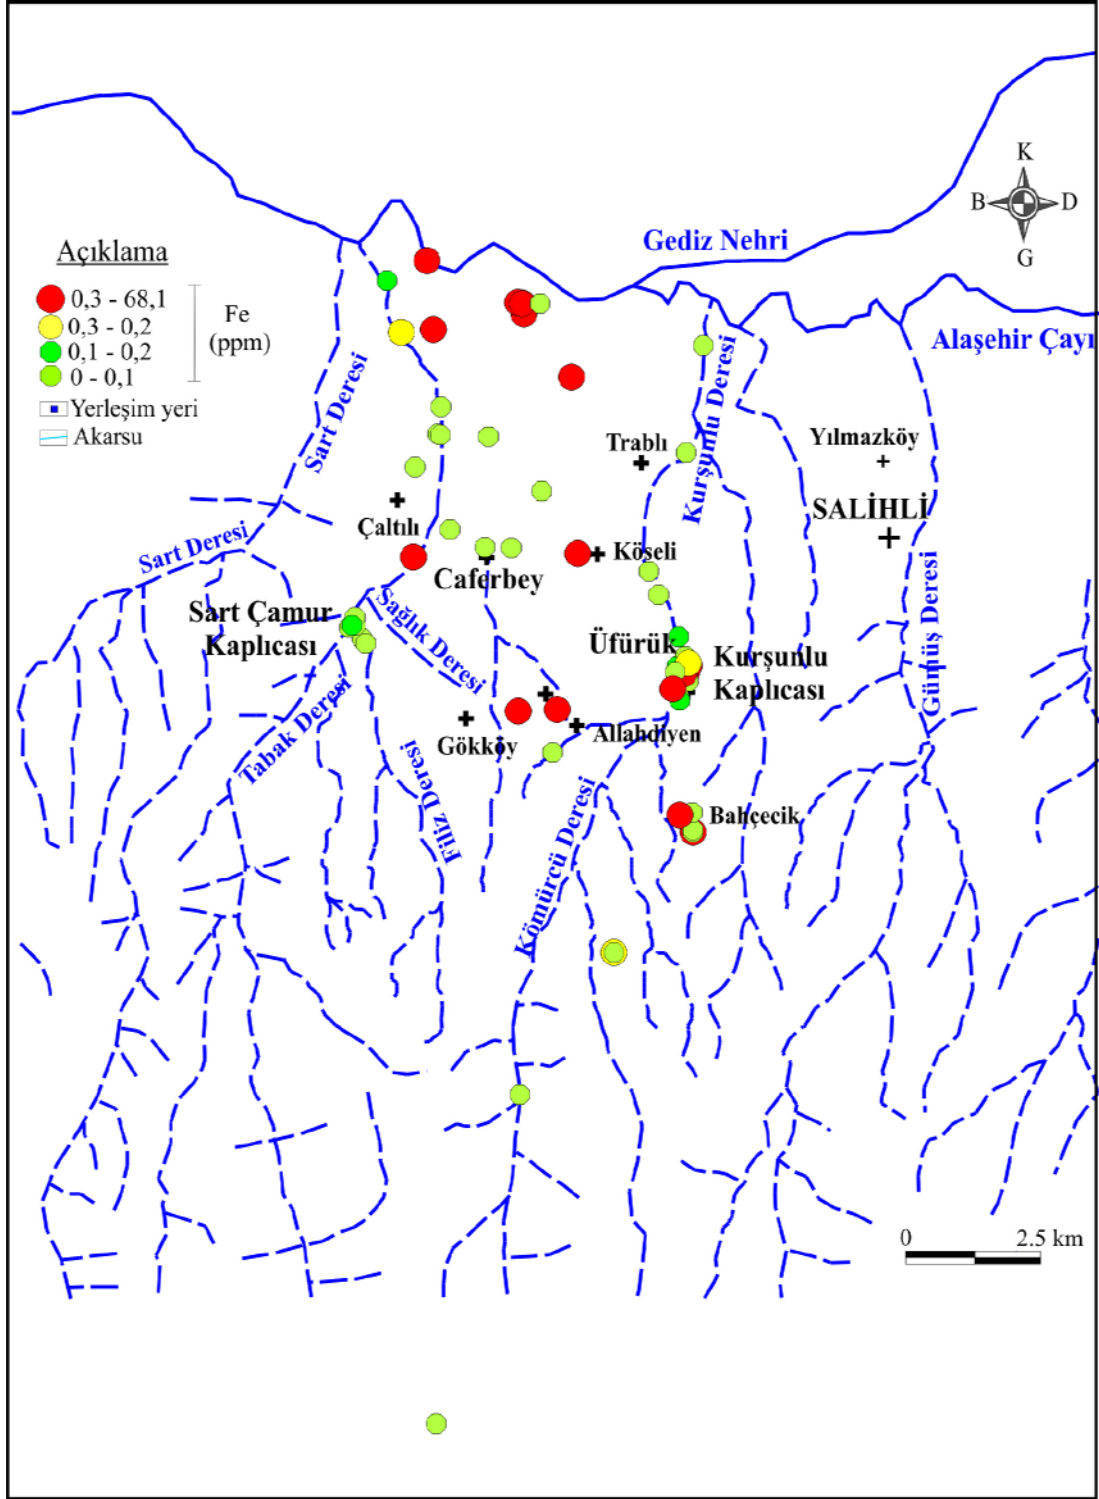 K
B D
G
Gediz Nehri
Açıklama
0,3 - 68,1
0,3 - 0,2
0,1 - 0,2
0 - 0,1
Fe
(ppm)
Yerleşim yeri
Akarsu
Alaşehir Çayı
Sart Deresi
Kurşunlu Deresi
Trablı
Yılmazköy
SALİHLİ
Çaltılı
Sart Deresi
Köseli
Caferbey
Sart Çamur
Kaplıcası
Sağlık Deresi
Üfürük
Kurşunlu
Kaplıcası
Gümüş Deresi
Tabak Deresi
Gökköy
Allahdiyen
Filiz Deresi
Kömürcü Deresi
Bahçecik
0 2.5 km